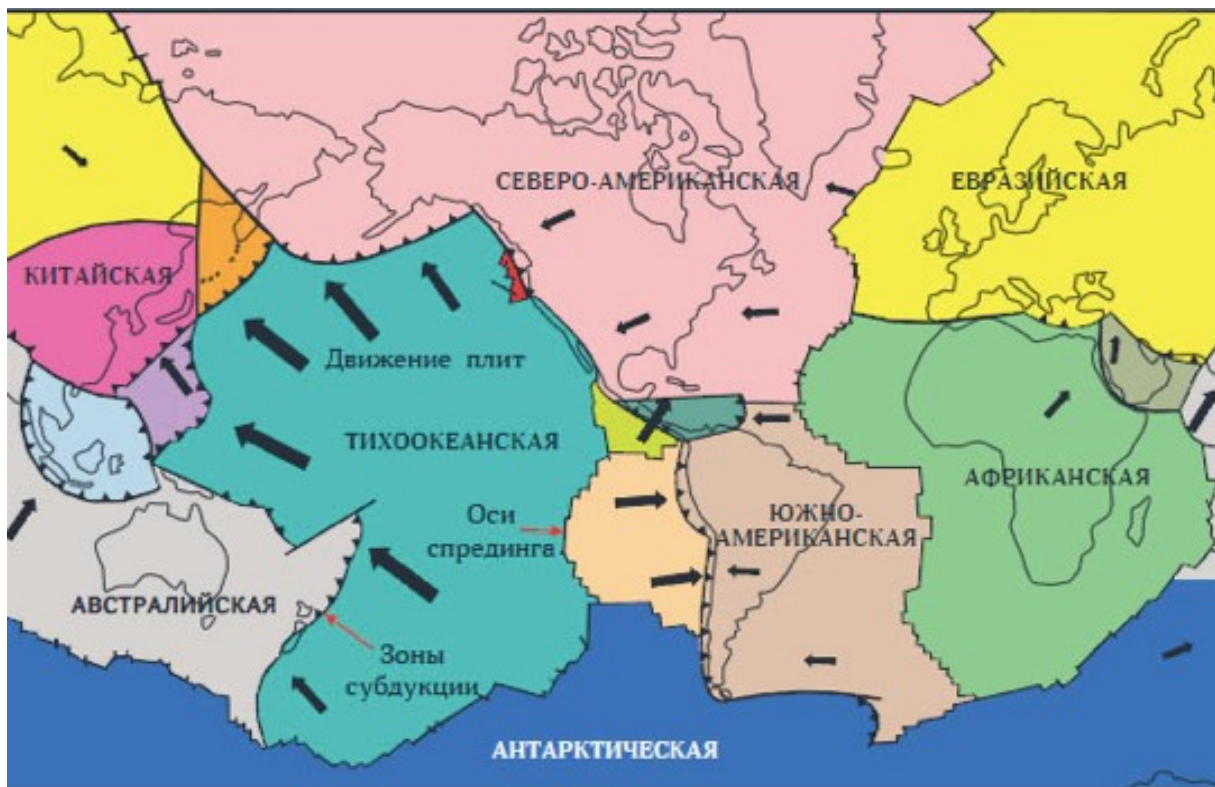 СЕВЕРО-АМЕРИКАНСКАЯ
ЕВРАЗИЙСКАЯ
КИТАЙСКАЯ
Движение плит
ТИХООКЕАНСКАЯ
АФРИКАНСКАЯ
Оси
спрединга
ЮЖНО-
АМЕРИКАНСКАЯ
АВСТРАЛИЙСКАЯ
Зоны
субдукции
АНТАРКТИЧЕСКАЯ